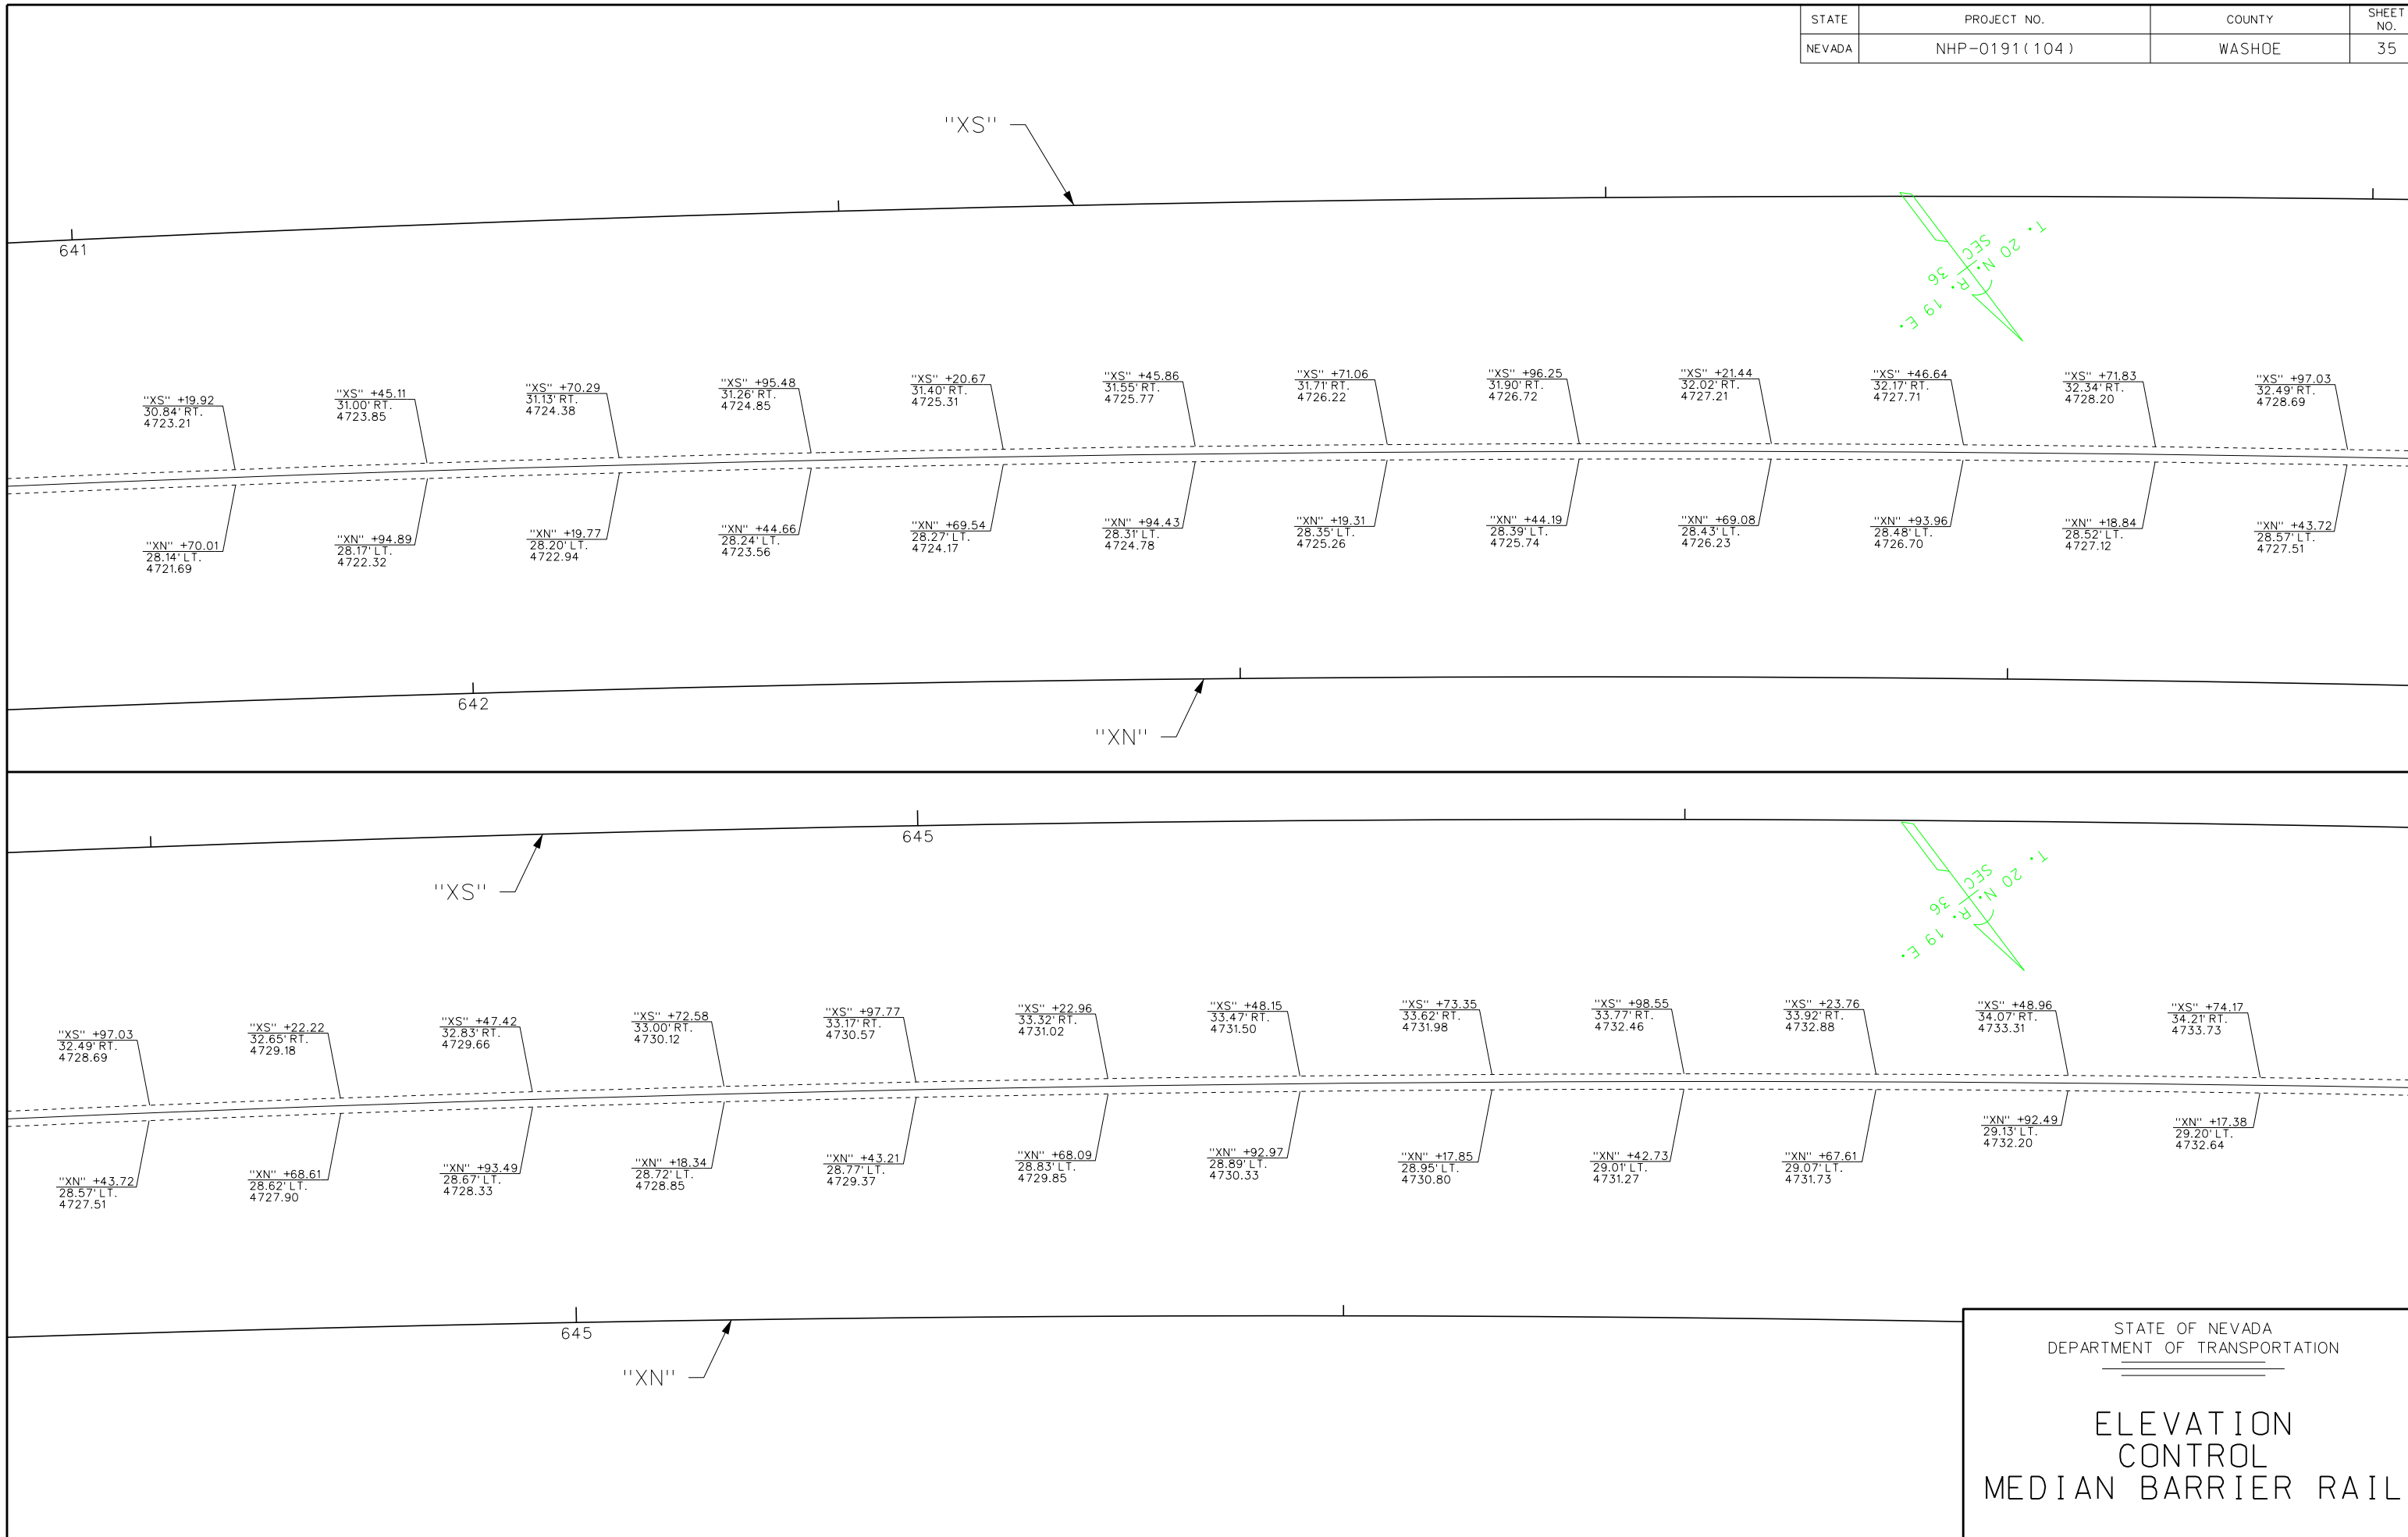 STATE PROJECT NO. COUNTY SHEET NO.
NEVADA NHP-0191(104) WASHOE 35
"XS"
641
T. 20 N. R. 19 E.
SEC 36
"XS" +19.92
30.84' RT.
4723.21
"XS" +45.11
31.00' RT.
4723.85
"XS" +70.29
31.13' RT.
4724.38
"XS" +95.48
31.26' RT.
4724.85
"XS" +20.67
31.40' RT.
4725.31
"XS" +45.86
31.55' RT.
4725.77
"XS" +71.06
31.71' RT.
4726.22
"XS" +96.25
31.90' RT.
4726.72
"XS" +21.44
32.02' RT.
4727.21
"XS" +46.64
32.17' RT.
4727.71
"XS" +71.83
32.34' RT.
4728.20
"XS" +97.03
32.49' RT.
4728.69
"XN" +70.01
28.14' LT.
4721.69
"XN" +94.89
28.17' LT.
4722.32
"XN" +19.77
28.20' LT.
4722.94
"XN" +44.66
28.24' LT.
4723.56
"XN" +69.54
28.27' LT.
4724.17
"XN" +94.43
28.31' LT.
4724.78
"XN" +19.31
28.35' LT.
4725.26
"XN" +44.19
28.39' LT.
4725.74
"XN" +69.08
28.43' LT.
4726.23
"XN" +93.96
28.48' LT.
4726.70
"XN" +18.84
28.52' LT.
4727.12
"XN" +43.72
28.57' LT.
4727.51
642
"XN"
645
"XS"
T. 20 N. R. 19 E.
SEC 36
"XS" +97.03
32.49' RT.
4728.69
"XS" +22.22
32.65' RT.
4729.18
"XS" +47.42
32.83' RT.
4729.66
"XS" +72.58
33.00' RT.
4730.12
"XS" +97.77
33.17' RT.
4730.57
"XS" +22.96
33.32' RT.
4731.02
"XS" +48.15
33.47' RT.
4731.50
"XS" +73.35
33.62' RT.
4731.98
"XS" +98.55
33.77' RT.
4732.46
"XS" +23.76
33.92' RT.
4732.88
"XS" +48.96
34.07' RT.
4733.31
"XS" +74.17
34.21' RT.
4733.73
"XN" +43.72
28.57' LT.
4727.51
"XN" +68.61
28.62' LT.
4727.90
"XN" +93.49
28.67' LT.
4728.33
"XN" +18.34
28.72' LT.
4728.85
"XN" +43.21
28.77' LT.
4729.37
"XN" +68.09
28.83' LT.
4729.85
"XN" +92.97
28.89' LT.
4730.33
"XN" +17.85
28.95' LT.
4730.80
"XN" +42.73
29.01' LT.
4731.27
"XN" +67.61
29.07' LT.
4731.73
"XN" +92.49
29.13' LT.
4732.20
"XN" +17.38
29.20' LT.
4732.64
645
"XN"
STATE OF NEVADA
DEPARTMENT OF TRANSPORTATION
ELEVATION
CONTROL
MEDIAN BARRIER RAIL